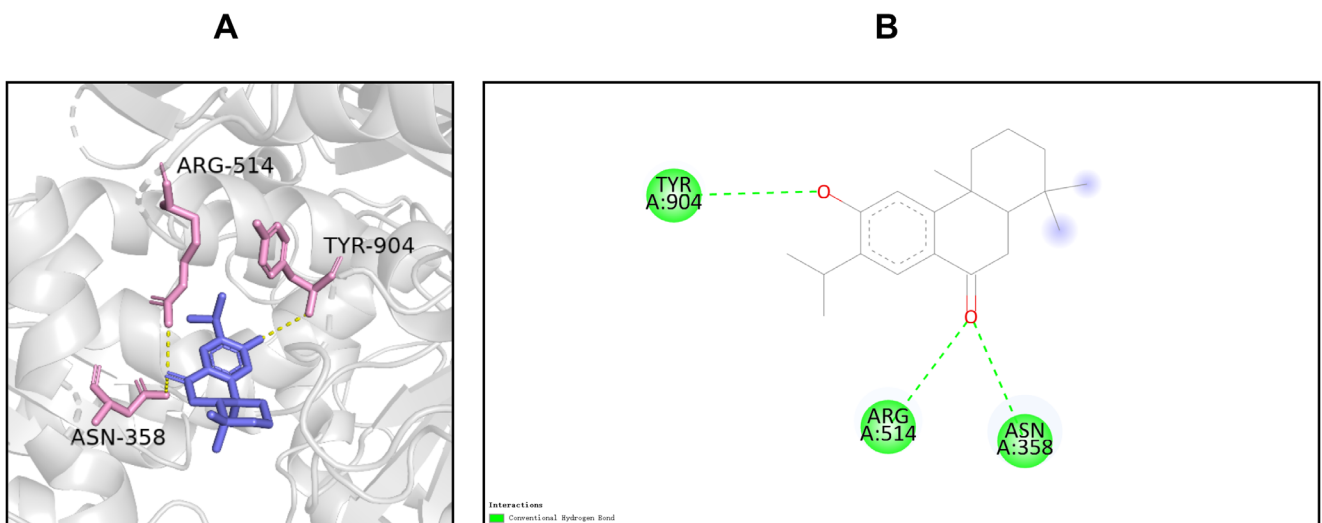 A
B
ARG-514
TYR-904
ASN-358
TYR
A:904
O
O
ARG
A:514
ASN
A:358
Interactions
Conventional Hydrogen Bond